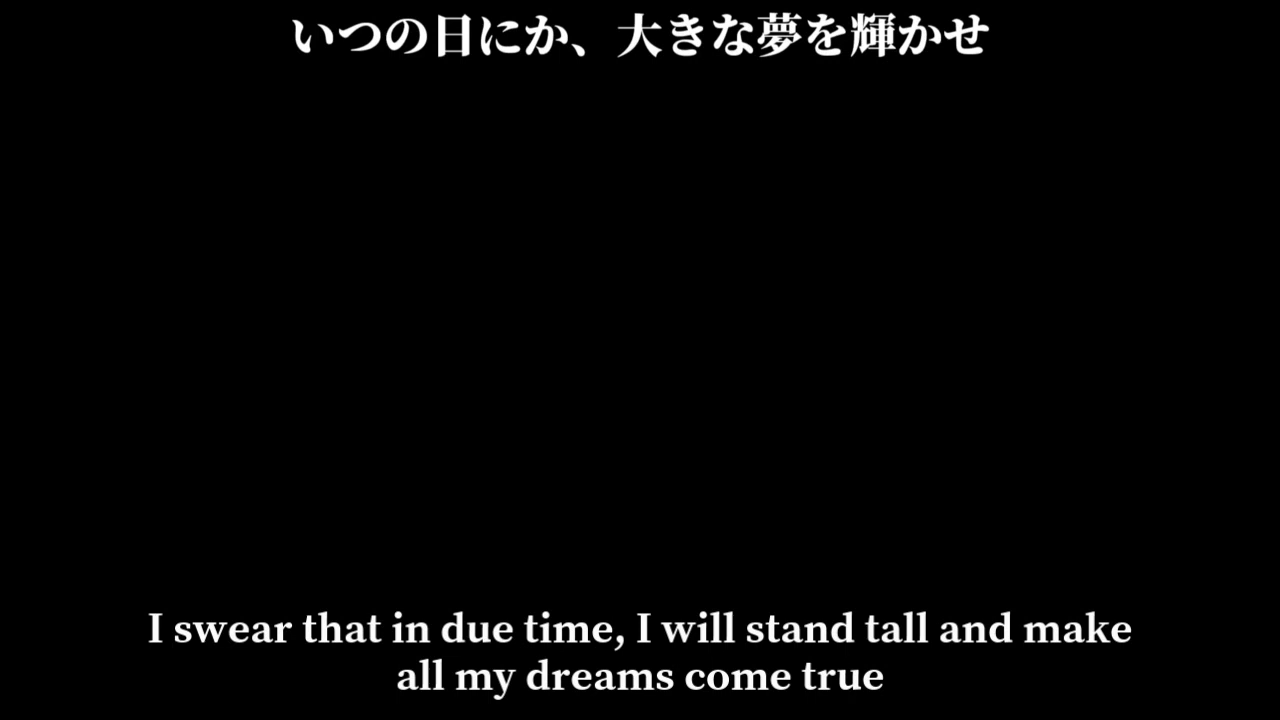 いつの日にか、大きな夢を輝かせ
I swear that in due time, I will stand tall and make
all my dreams come true